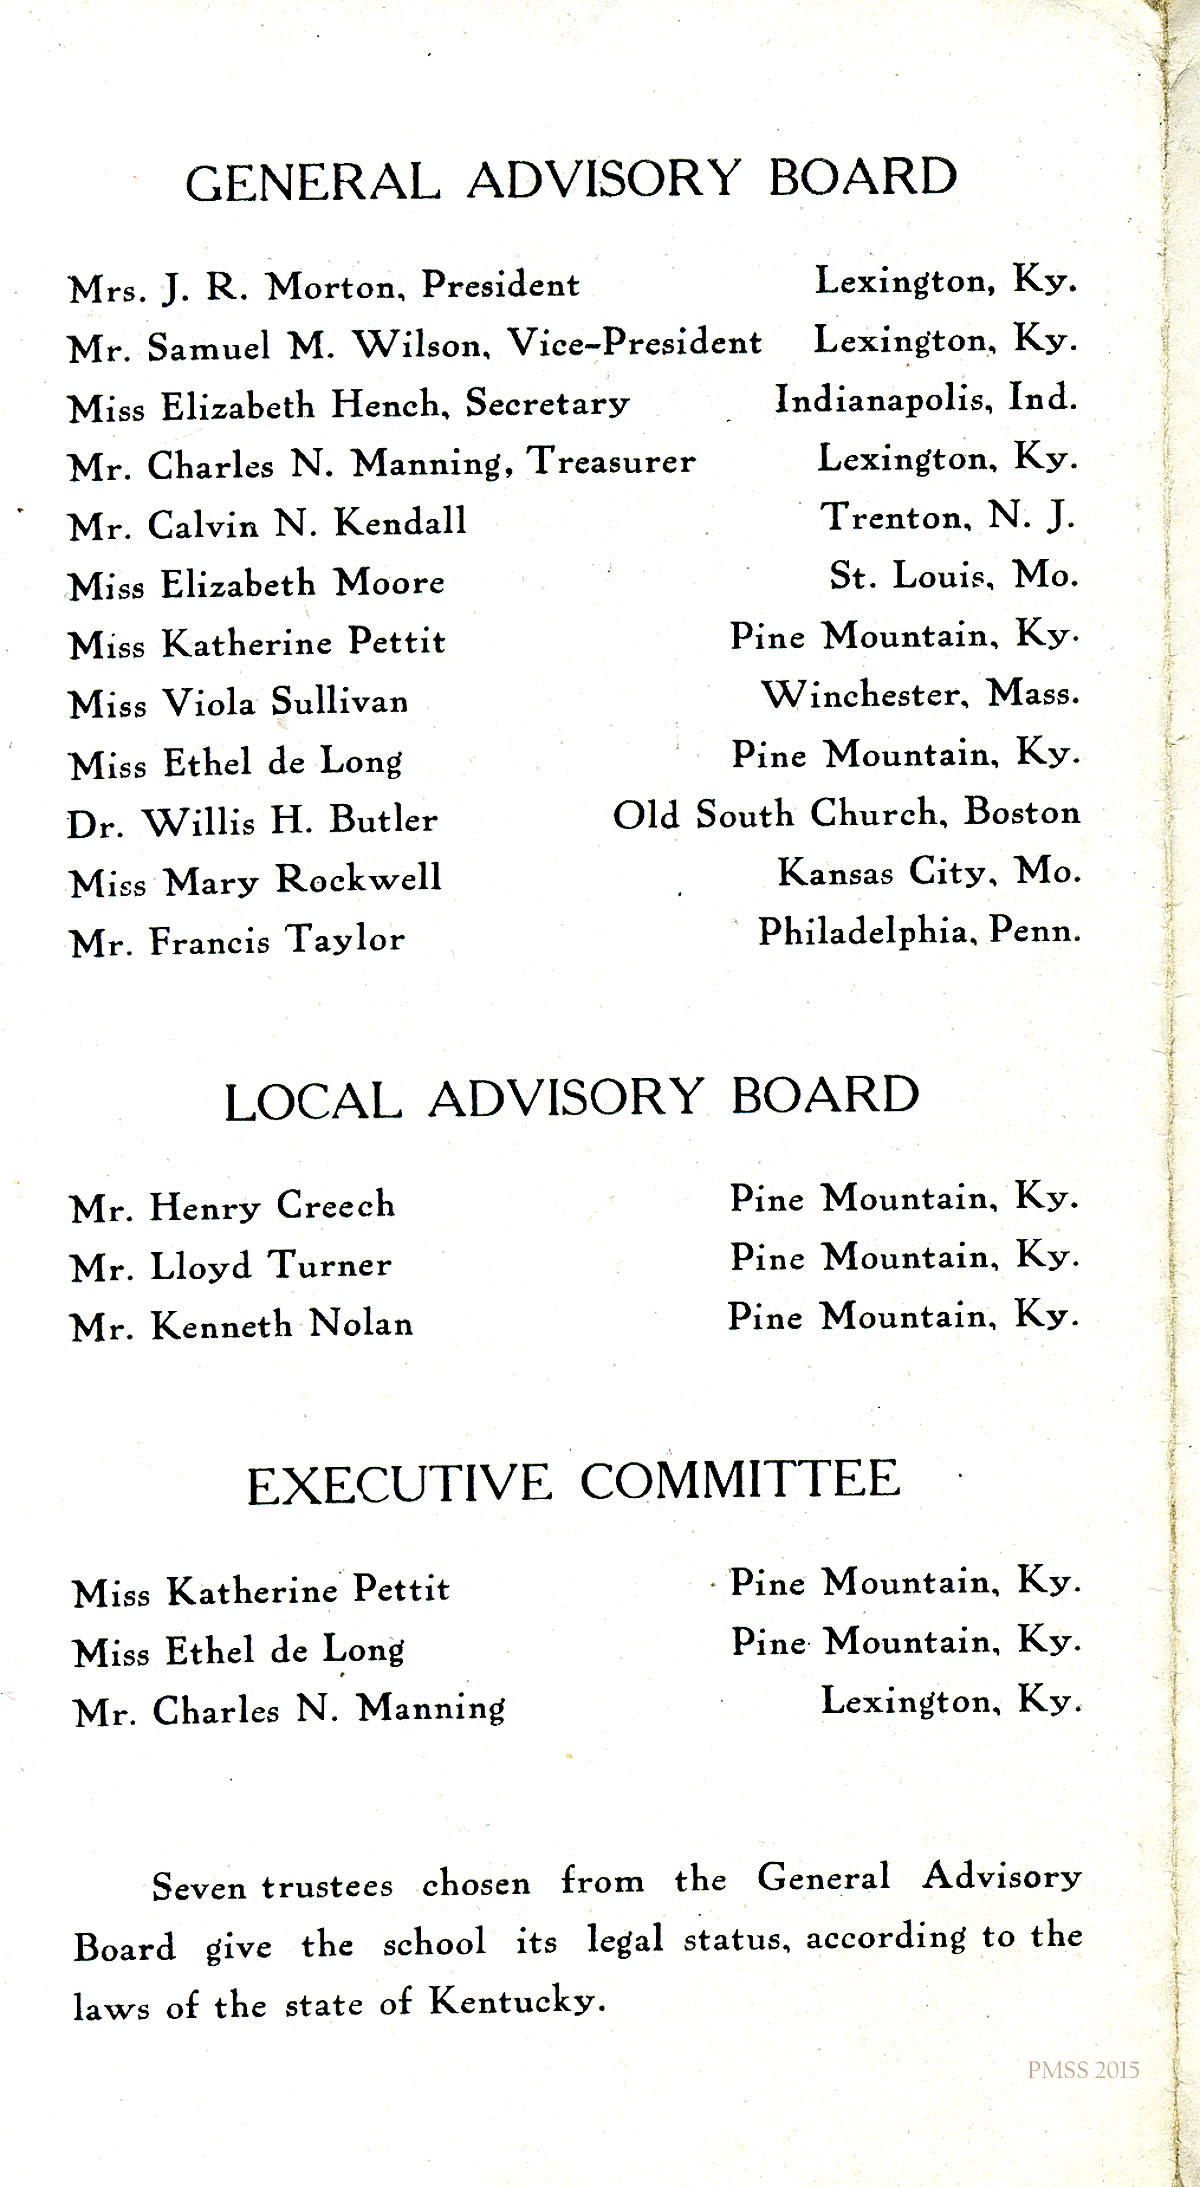 GENERAL ADVISORY BOARD
Mrs. J. R. Morton, President Lexington, Ky.
Mr. Samuel M. Wilson, Vice-President Lexington, Ky.
Miss Elizabeth Hench, Secretary Indianapolis, Ind.
Mr. Charles N. Manning, Treasurer Lexington, Ky.
Mr. Calvin N. Kendall Trenton, N. J.
Miss Elizabeth Moore St. Louis, Mo.
Miss Katherine Pettit Pine Mountain, Ky.
Miss Viola Sullivan Winchester, Mass.
Miss Ethel de Long Pine Mountain, Ky.
Dr. Willis H. Butler Old South Church, Boston
Miss Mary Rockwell Kansas City, Mo.
Mr. Francis Taylor Philadelphia, Penn.
LOCAL ADVISORY BOARD
Mr. Henry Creech Pine Mountain, Ky.
Mr. Lloyd Turner Pine Mountain, Ky.
Mr. Kenneth Nolan Pine Mountain, Ky.
EXECUTIVE COMMITTEE
Miss Katherine Pettit Pine Mountain, Ky.
Miss Ethel de Long Pine Mountain, Ky.
Mr. Charles N. Manning Lexington, Ky.
Seven trustees chosen from the General Advisory
Board give the school its legal status, according to the
laws of the state of Kentucky.
PMSS 2015